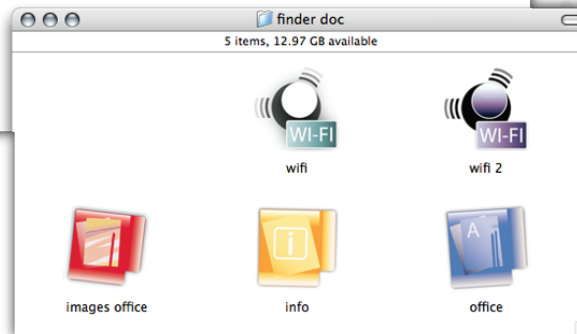 finder doc
5 items, 12.97 GB available
WI-FI
WI-FI
wifi
wifi 2
i
A
images office
info
office